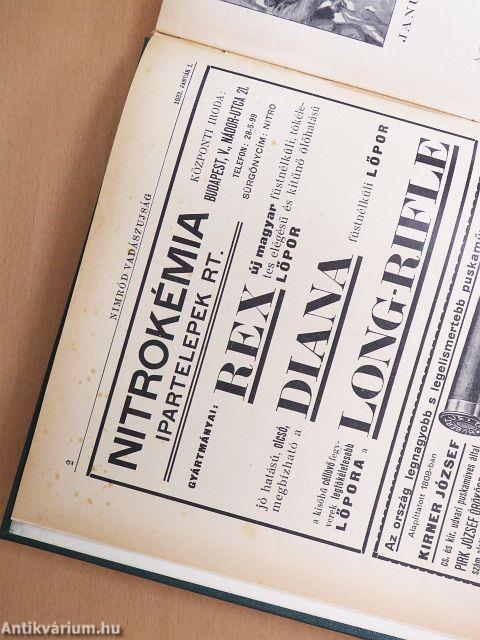 JANU
2
NIMRÓD VADÁSZUJSÁG
1933. JANUÁR 1.
NITROKÉMIA
IPARTELEPEK RT.
KÖZPONTI IRODA:
BUDAPEST, V., NÁDOR-UTCA 21.
TELEFON: 28-5-99
SÜRGÖNYCÍM: NITRO
GYÁRTMÁNYAI:
REX
új magyar füstnélküli, tökéle-
tes elégésű és kitünő ölőhatású
LŐPOR
jó hatású, olcsó,
megbízható a
DIANA
füstnélküli LŐPOR
a kisöbű céllövő fegy-
verek legtökéletesebb
LŐPORA a
LONG-RIFLE
Az ország legnagyobb s legelismertebb puskamű
Alapíttatott 1808-ban
KIRNER JÓZSEF
cs. és kir. udvari puskaműves által
PIRK JÓZSEF ÖRÖKÖS
Antikvárium.hu